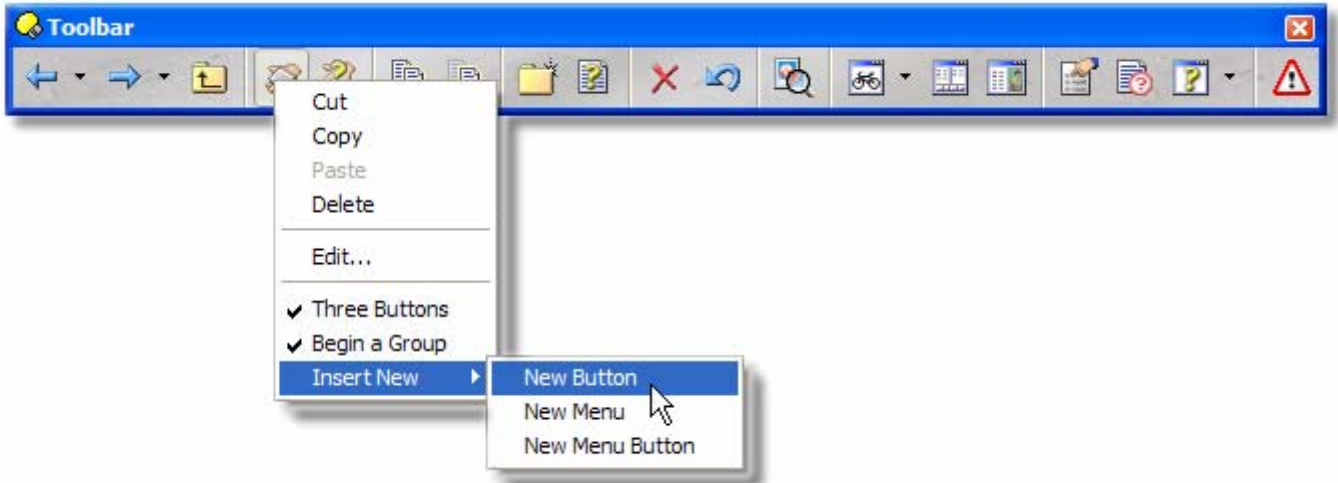 Toolbar
Cut
Copy
Paste
Delete
Edit...
Three Buttons
Begin a Group
Insert New
New Button
New Menu
New Menu Button